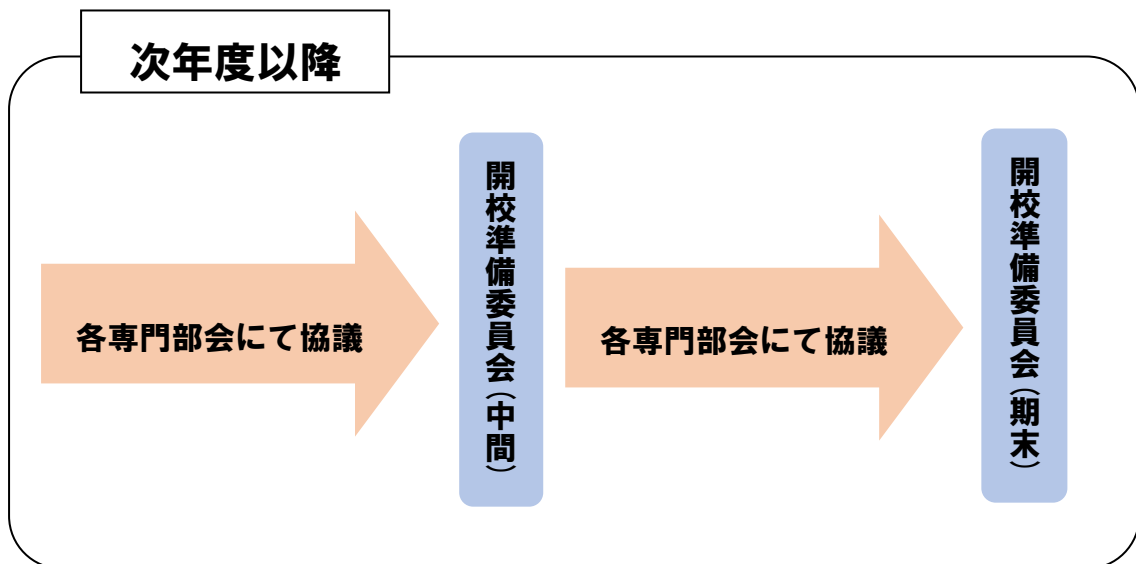 次年度以降
各専門部会にて協議
開校準備委員会(中間)
各専門部会にて協議
開校準備委員会(期末)